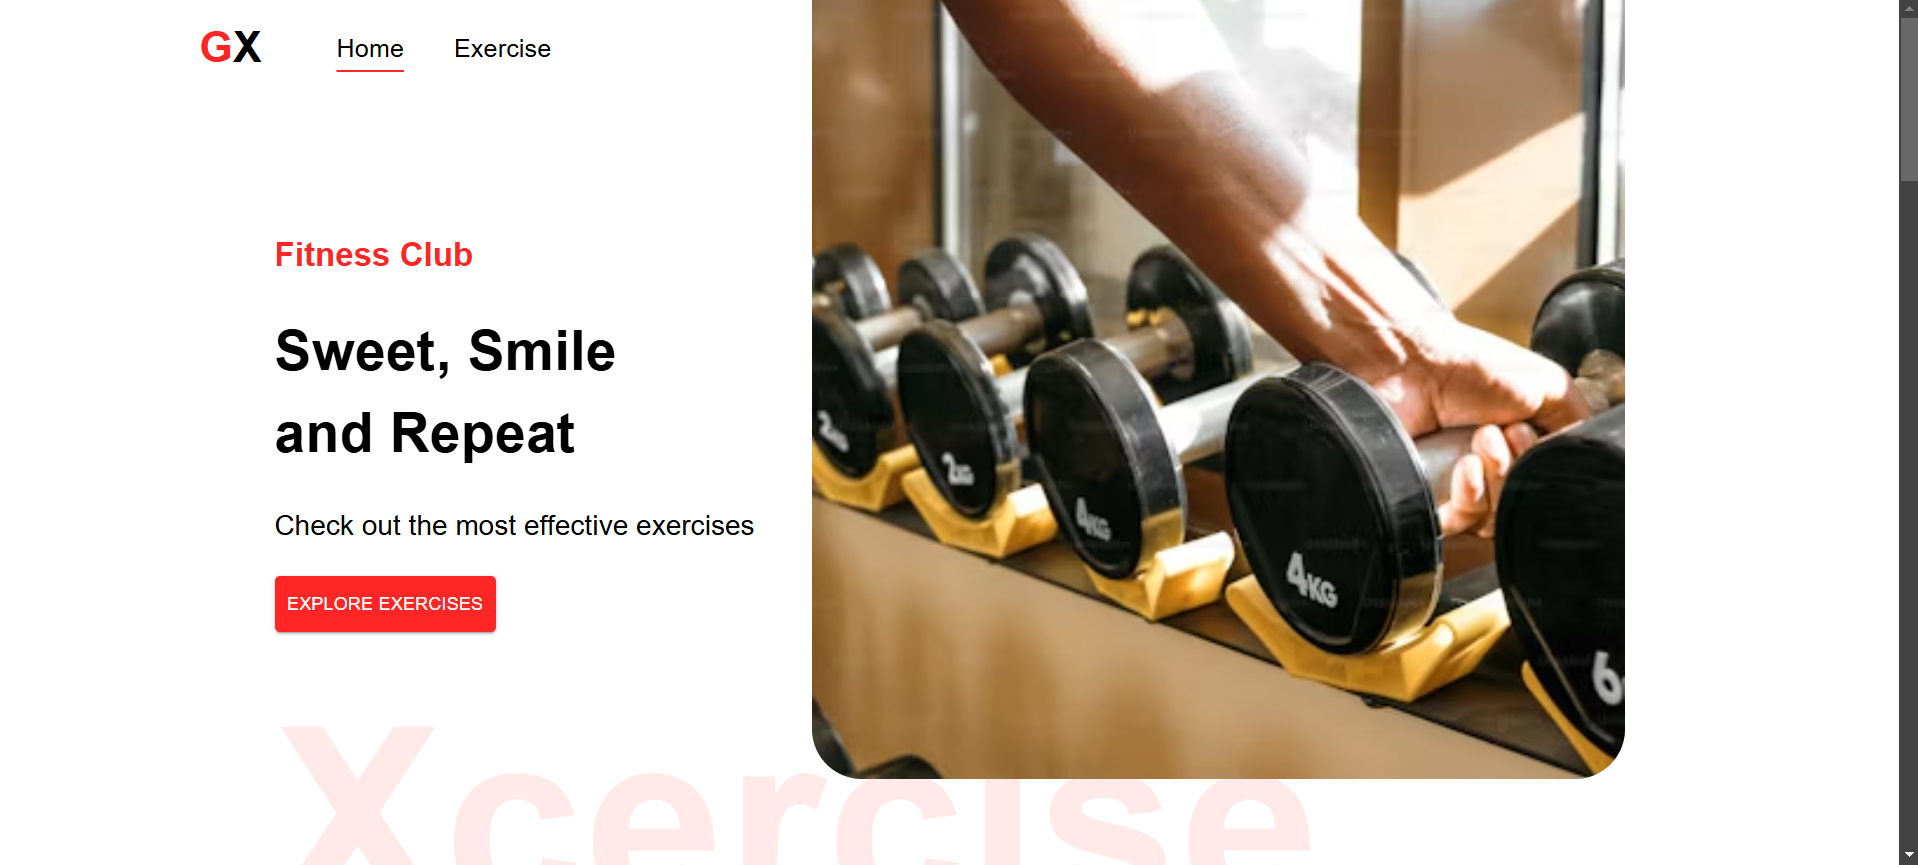 GX Home Exercise
Fitness Club
Sweet, Smile
and Repeat
Check out the most effective exercises
EXPLORE EXERCISES
Xcercise
2KG
2KG
4KG
4KG
6